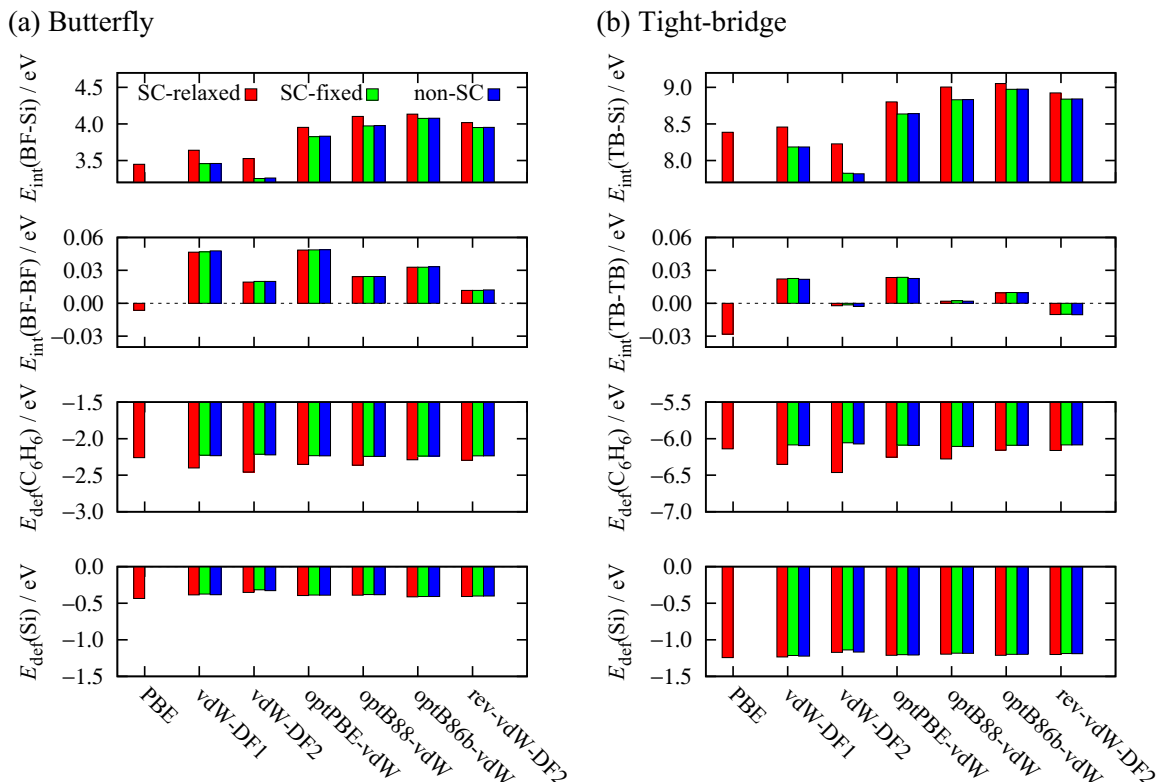 (a) Butterfly
(b) Tight-bridge
SC-relaxed SC-fixed non-SC
E_int(BF-Si) / eV
4.5
4.0
3.5
E_int(BF-BF) / eV
0.06
0.03
0.00
−0.03
E_def(C₆H₆) / eV
−1.5
−2.0
−2.5
−3.0
E_def(Si) / eV
0.0
−0.5
−1.0
−1.5
PBE
vdW-DF1
vdW-DF2
optPBE-vdW
optB88-vdW
optB86b-vdW
rev-vdW-DF2
E_int(TB-Si) / eV
9.0
8.5
8.0
E_int(TB-TB) / eV
0.06
0.03
0.00
−0.03
E_def(C₆H₆) / eV
−5.5
−6.0
−6.5
−7.0
E_def(Si) / eV
0.0
−0.5
−1.0
−1.5
PBE
vdW-DF1
vdW-DF2
optPBE-vdW
optB88-vdW
optB86b-vdW
rev-vdW-DF2